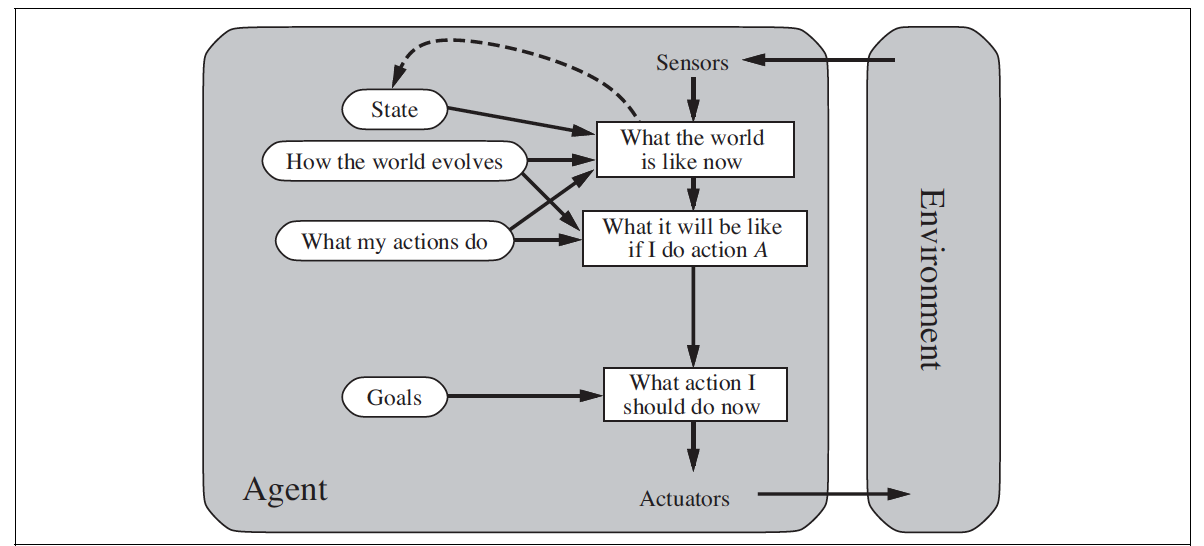 Sensors
State
What the world
is like now
How the world evolves
What my actions do
What it will be like
if I do action A
Goals
What action I
should do now
Agent
Actuators
Environment